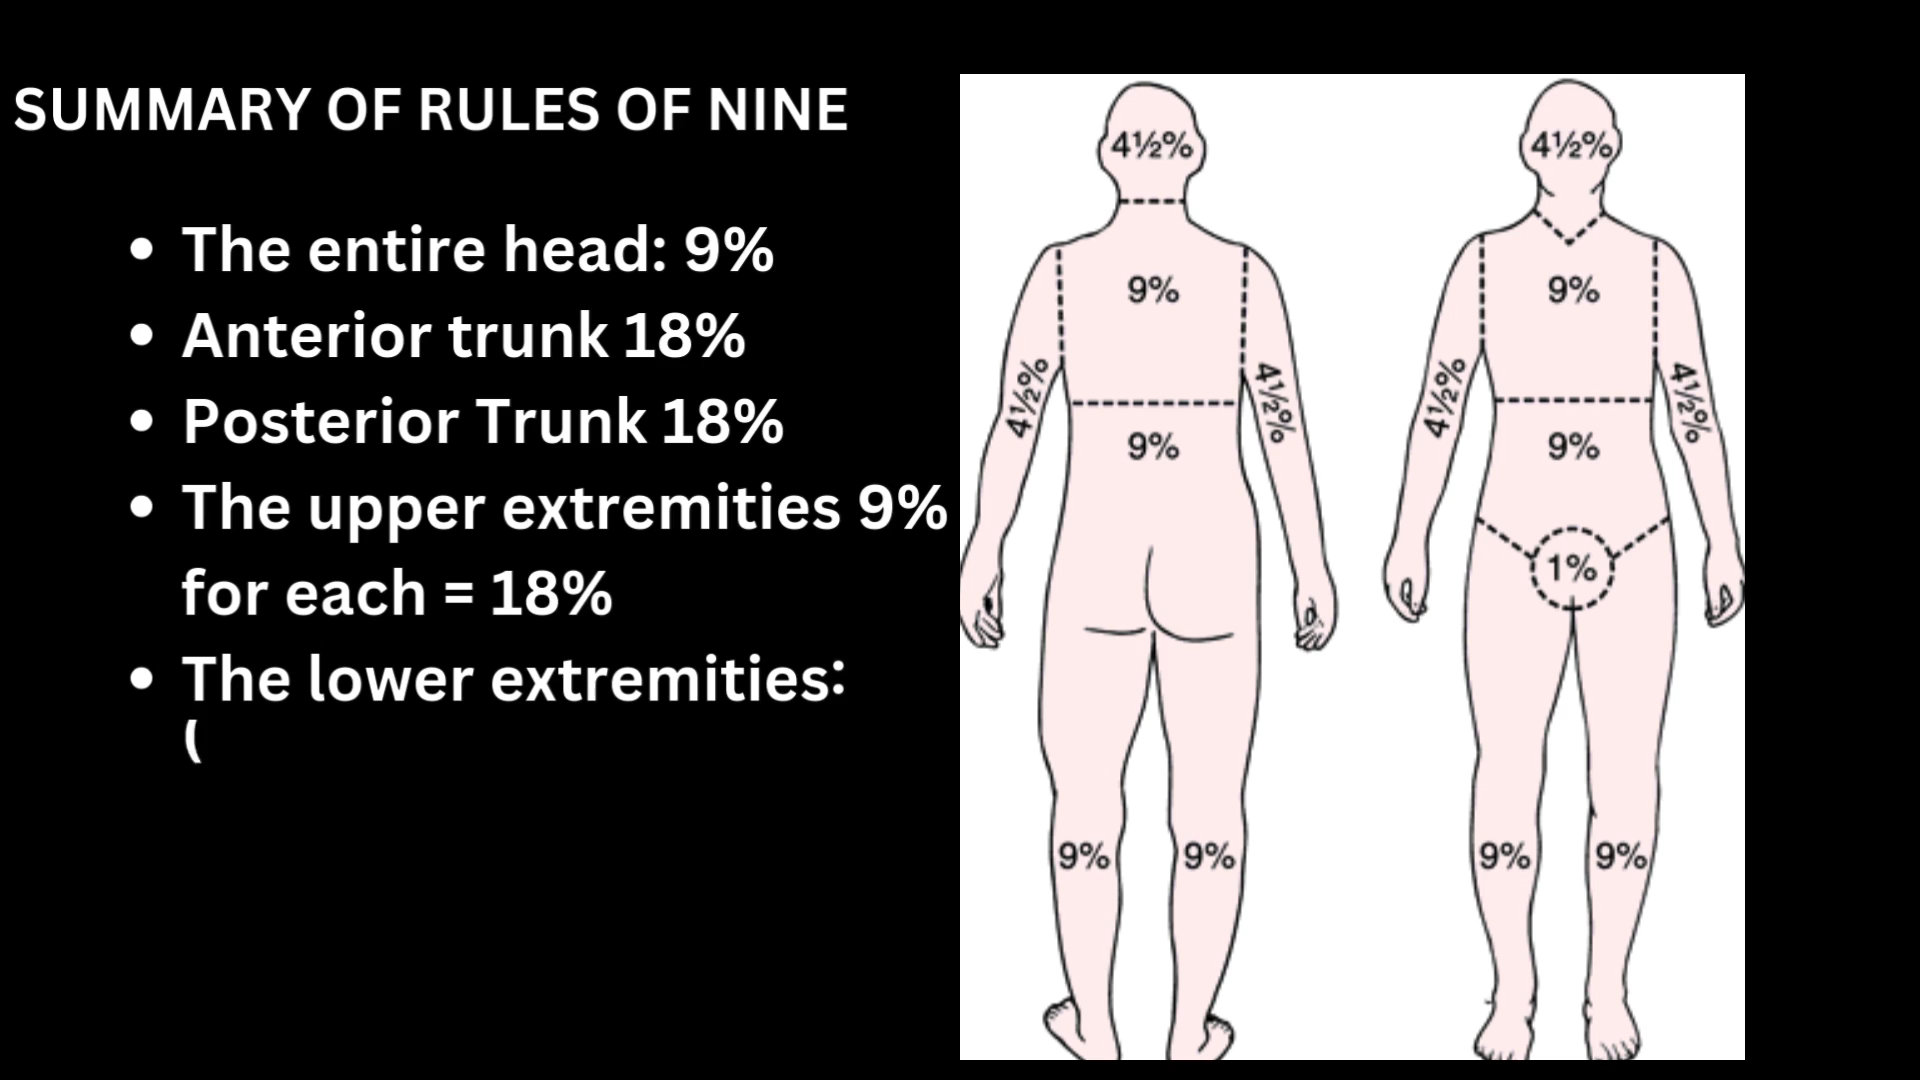 SUMMARY OF RULES OF NINE
• The entire head: 9%
• Anterior trunk 18%
• Posterior Trunk 18%
• The upper extremities 9%
for each = 18%
• The lower extremities:
(
4½%
9%
4½%
4½%
9%
9%
9%
4½%
9%
4½%
4½%
9%
1%
9%
9%